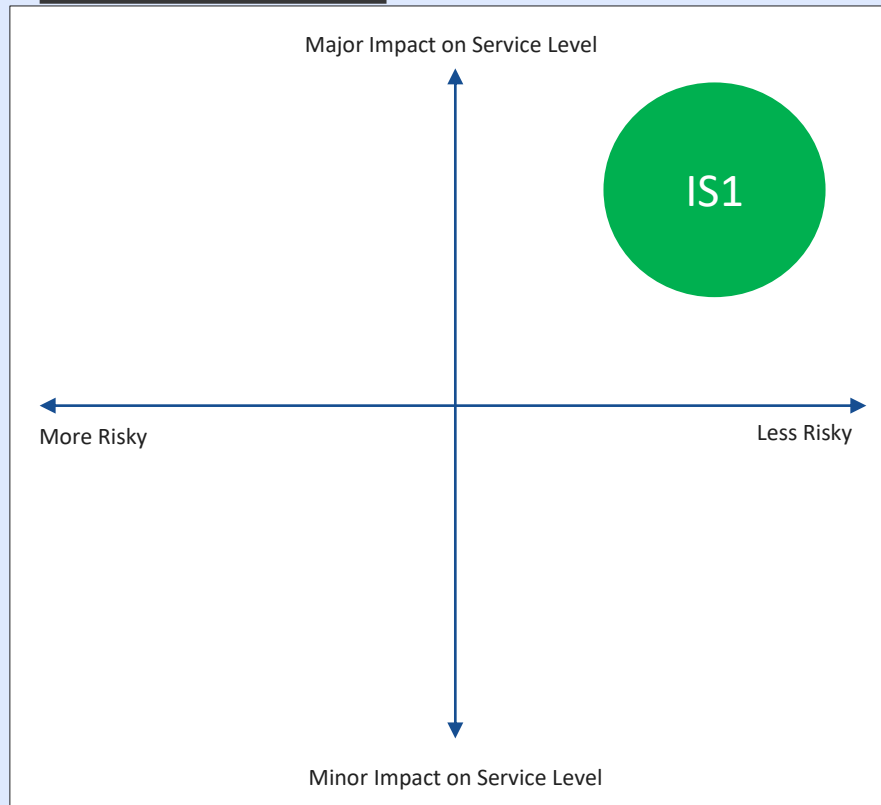 Major Impact on Service Level
IS1
More Risky
Less Risky
Minor Impact on Service Level